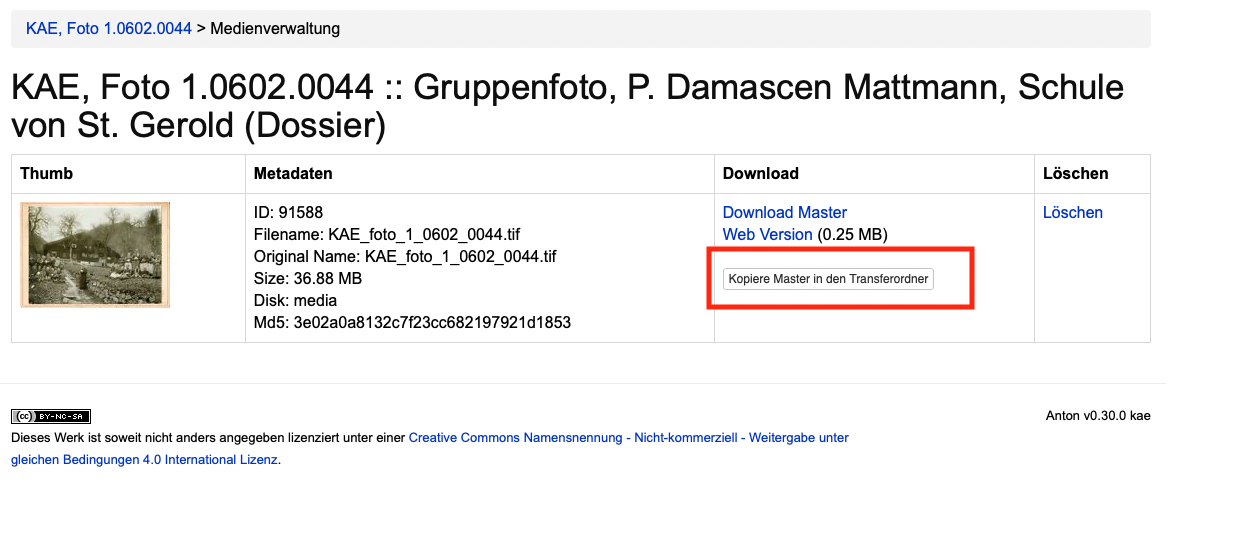 KAE, Foto 1.0602.0044 > Medienverwaltung
KAE, Foto 1.0602.0044 :: Gruppenfoto, P. Damascen Mattmann, Schule
von St. Gerold (Dossier)
Thumb
Metadaten
Download
Löschen
ID: 91588
Filename: KAE_foto_1_0602_0044.tif
Original Name: KAE_foto_1_0602_0044.tif
Size: 36.88 MB
Disk: media
Md5: 3e02a0a8132c7f23cc682197921d1853
Download Master
Web Version (0.25 MB)
Kopiere Master in den Transferordner
Löschen
(cc) BY-NC-SA
Anton v0.30.0 kae
Dieses Werk ist soweit nicht anders angegeben lizenziert unter einer Creative Commons Namensnennung - Nicht-kommerziell - Weitergabe unter
gleichen Bedingungen 4.0 International Lizenz.